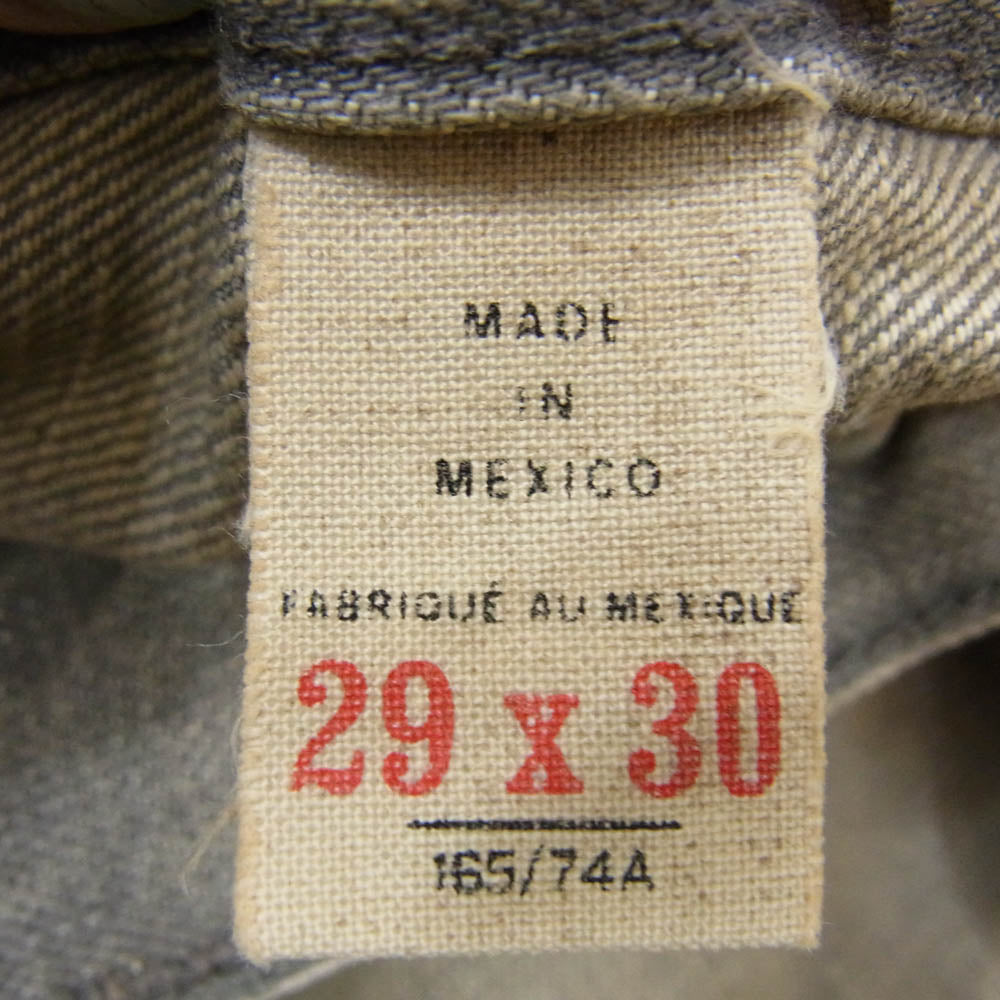 MADE
IN
MEXICO
FABRIQUÉ AU MEXIQUE
29 x 30
165/74A